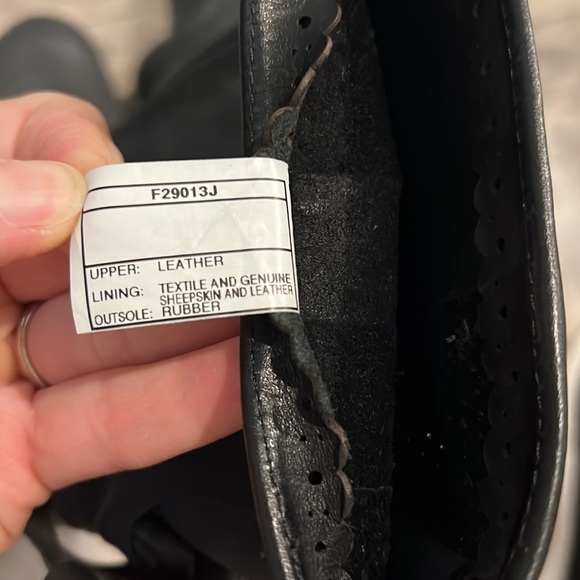 F29013J
UPPER: LEATHER
LINING: TEXTILE AND GENUINE
SHEEPSKIN AND LEATHER
OUTSOLE: RUBBER